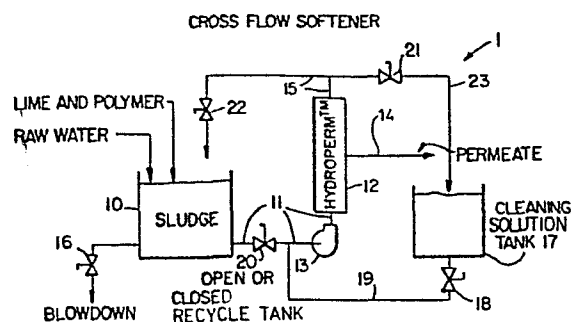 CROSS FLOW SOFTENER
21
1
15
23
22
LIME AND POLYMER
RAW WATER
HYDROPERM™
14
PERMEATE
12
10
11
SLUDGE
CLEANING
SOLUTION
TANK 17
16
20
13
OPEN OR
CLOSED
RECYCLE TANK
19
18
BLOWDOWN